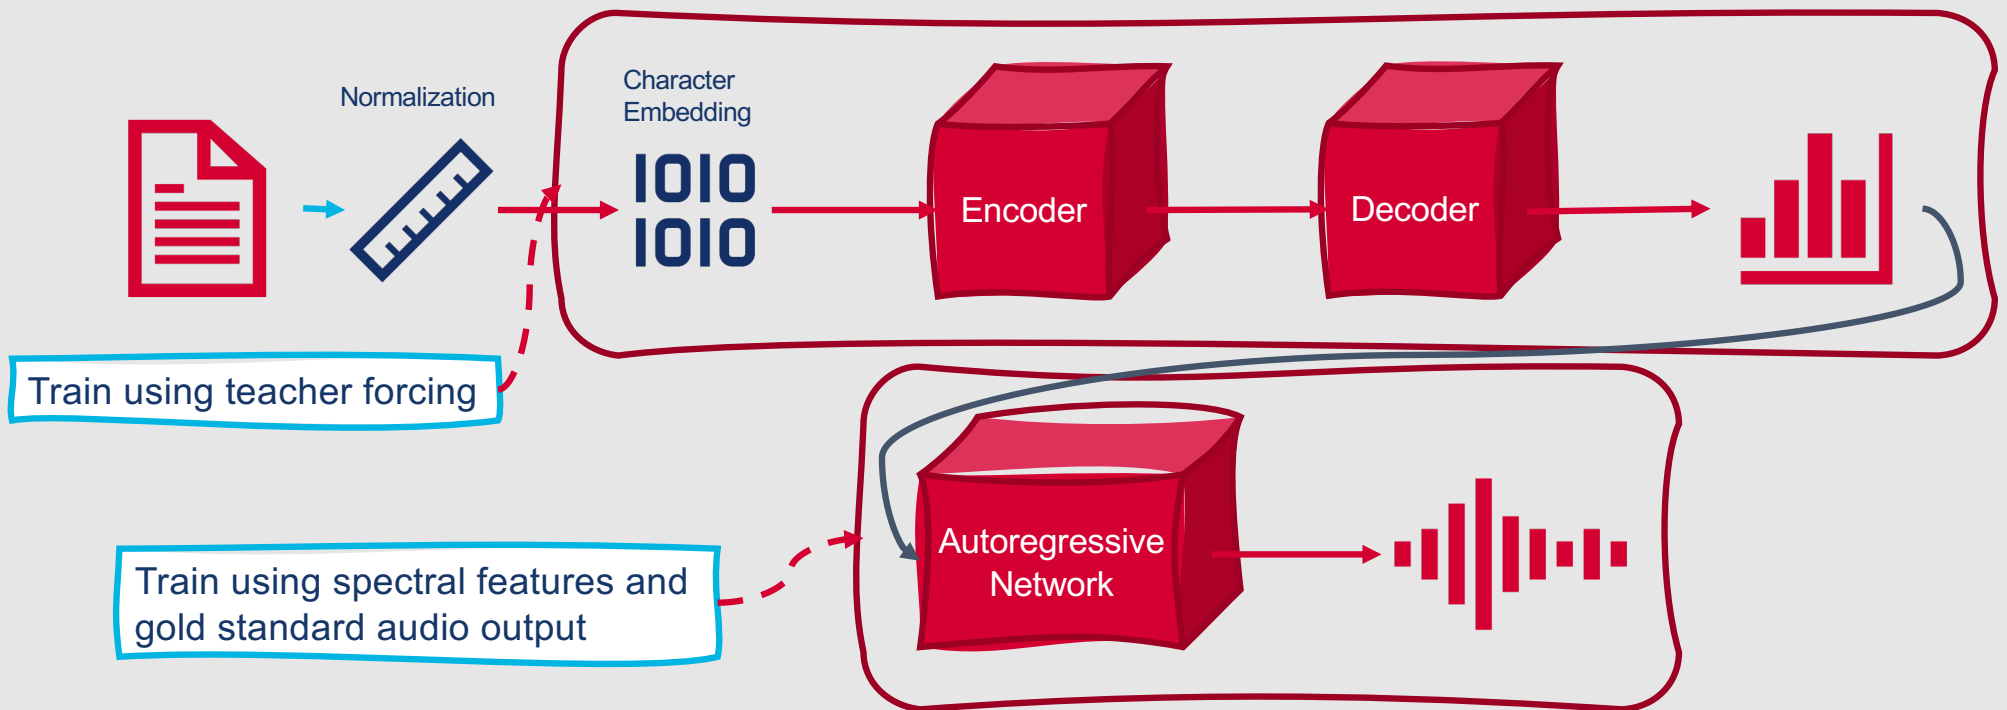 Normalization
Character
Embedding
1010
1010
Encoder
Decoder
Train using teacher forcing
Autoregressive
Network
Train using spectral features and
gold standard audio output